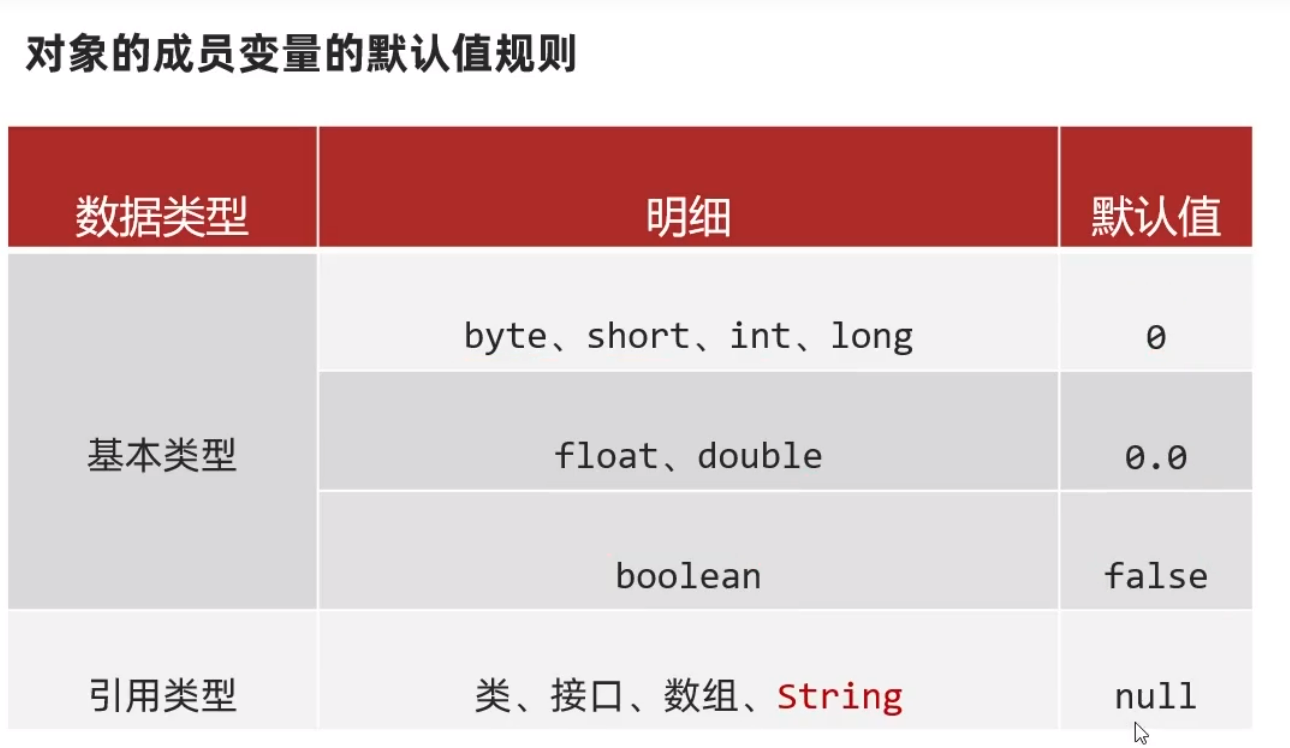 对象的成员变量的默认值规则
数据类型 明细 默认值
byte、short、int、long 0
基本类型 float、double 0.0
boolean false
引用类型 类、接口、数组、String null